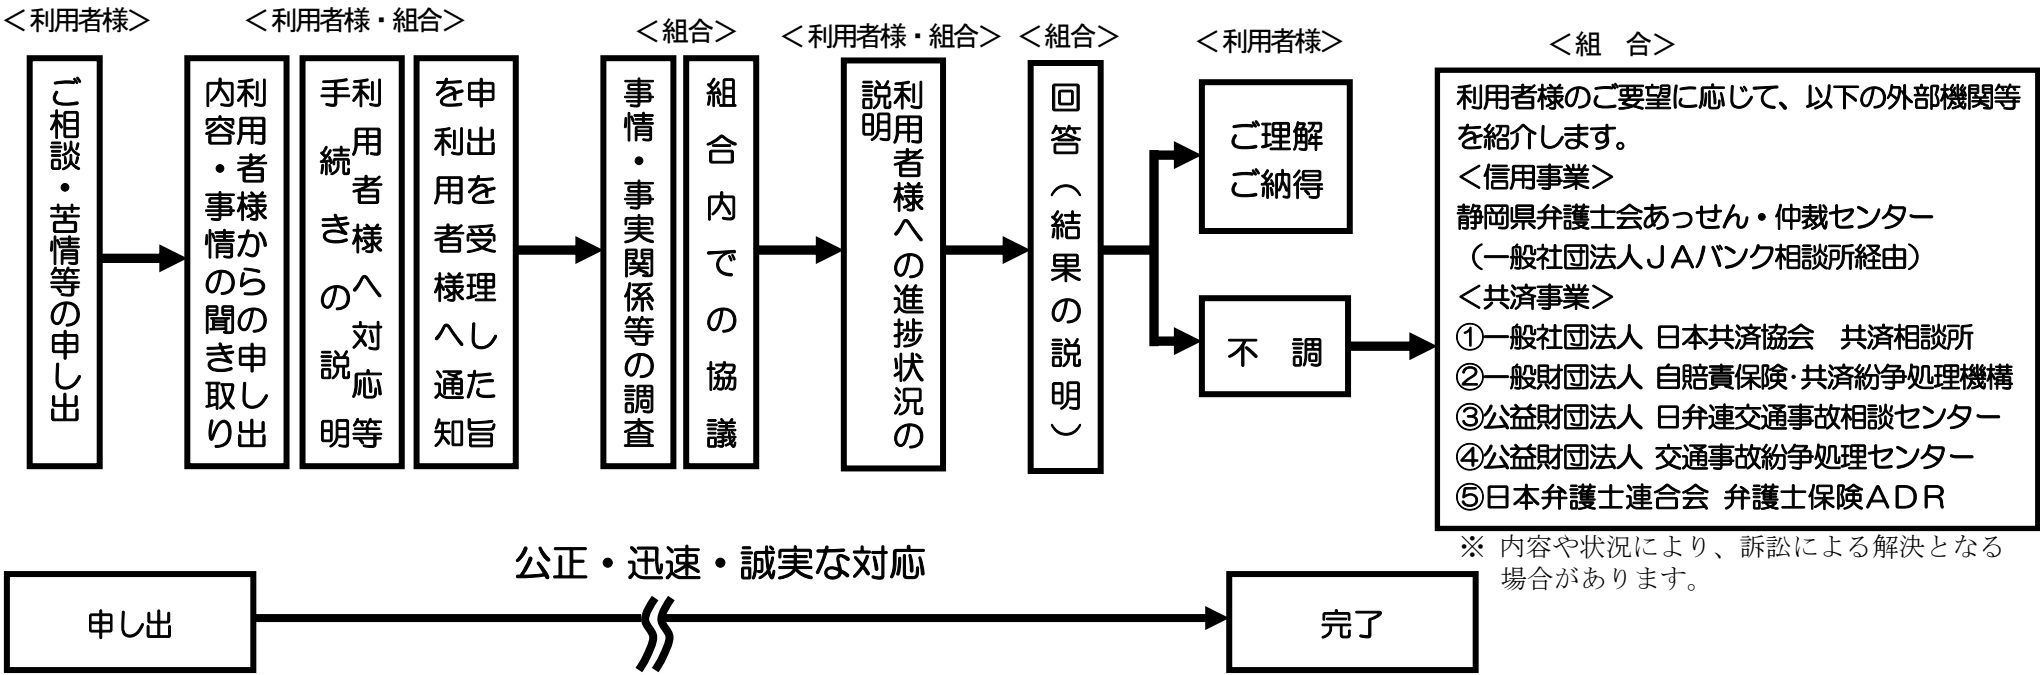 ＜利用者様＞
ご相談・苦情等の申し出
＜利用者様・組合＞
利用者様からの申し出
内容・事情の聞き取り
利用者様へ対応等
手続きの説明
申出を受理した旨
を利用者様へ通知
＜組合＞
事情・事実関係等の調査
組合内での協議
＜利用者様・組合＞
利用者様への進捗状況の
説明
＜組合＞
回答（結果の説明）
＜利用者様＞
ご理解
ご納得
不　調
＜組　合＞
利用者様のご要望に応じて、以下の外部機関等
を紹介します。
＜信用事業＞
静岡県弁護士会あっせん・仲裁センター
（一般社団法人ＪＡバンク相談所経由）
＜共済事業＞
①一般社団法人 日本共済協会　共済相談所
②一般財団法人 自賠責保険･共済紛争処理機構
③公益財団法人 日弁連交通事故相談センター
④公益財団法人 交通事故紛争処理センター
⑤日本弁護士連合会 弁護士保険ＡＤＲ
※ 内容や状況により、訴訟による解決となる
場合があります。
公正・迅速・誠実な対応
申し出
完了